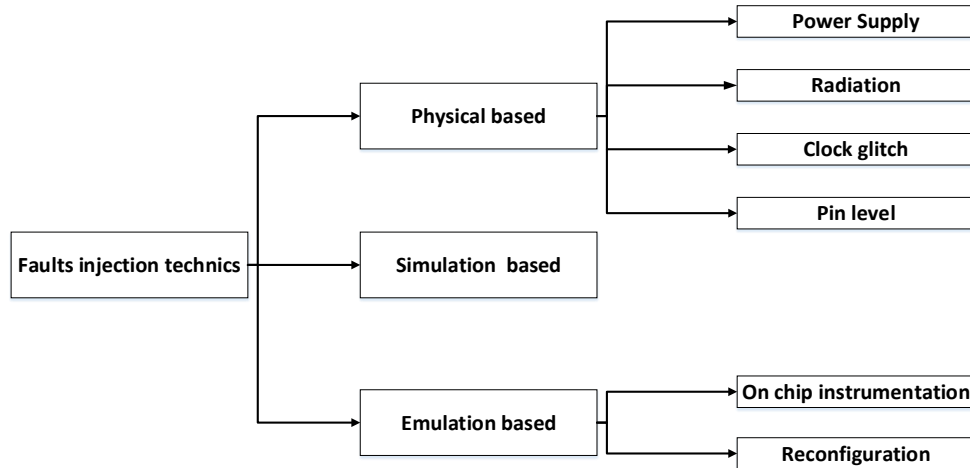 Power Supply
Physical based
Radiation
Clock glitch
Pin level
Faults injection technics
Simulation based
Emulation based
On chip instrumentation
Reconfiguration